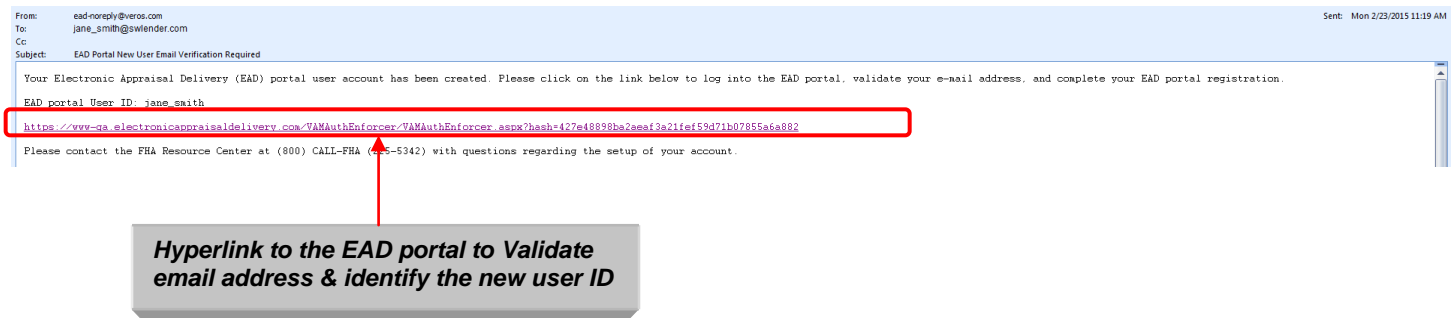 From: ead-noreply@veros.com Sent: Mon 2/23/2015 11:19 AM
To: jane_smith@swlender.com
Cc:
Subject: EAD Portal New User Email Verification Required
Your Electronic Appraisal Delivery (EAD) portal user account has been created. Please click on the link below to log into the EAD portal, validate your e-mail address, and complete your EAD portal registration.
EAD portal User ID: jane_smith
https://www-qa.electronicappraisaldelivery.com/VAMAuthEnforcer/VAMAuthEnforcer.aspx?hash=427e48898ba2aeaf3a21fef59d71b07855a6a882
Please contact the FHA Resource Center at (800) CALL-FHA (225-5342) with questions regarding the setup of your account.
Hyperlink to the EAD portal to Validate
email address & identify the new user ID